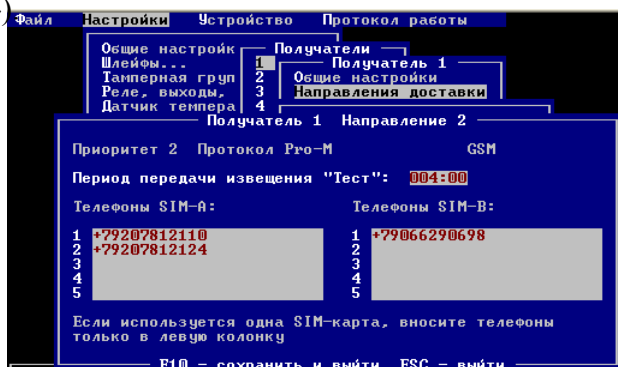 )
Файл Настройки Устройство Протокол работы
Общие настройк Получатели
Шлейфы... 1 Получатель 1
Тамперная груп 2 Общие настройки
Реле, выходы, 3 Направления доставки
Датчик темпера 4
Получатель 1 Направление 2
Приоритет 2 Протокол Pro-M GSM
Период передачи извещения "Тест": 004:00
Телефоны SIM-A: Телефоны SIM-B:
1 +79207812110 1 +79066290698
2 +79207812124 2
3 3
4 4
5 5
Если используется одна SIM-карта, вносите телефоны
только в левую колонку
F10 - сохранить и выйти ESC - выйти